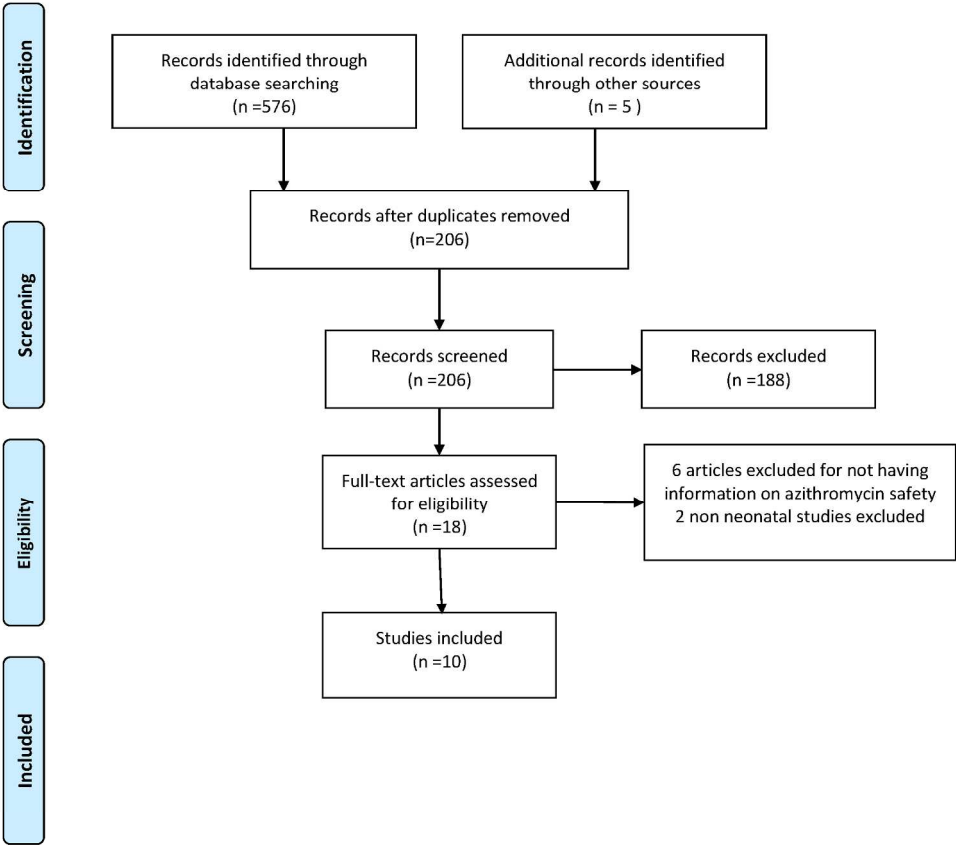 Identification
Records identified through
database searching
(n =576)
Additional records identified
through other sources
(n = 5 )
Records after duplicates removed
(n=206)
Screening
Records screened
(n =206)
Records excluded
(n =188)
Eligibility
Full-text articles assessed
for eligibility
(n =18)
6 articles excluded for not having
information on azithromycin safety
2 non neonatal studies excluded
Studies included
(n =10)
Included